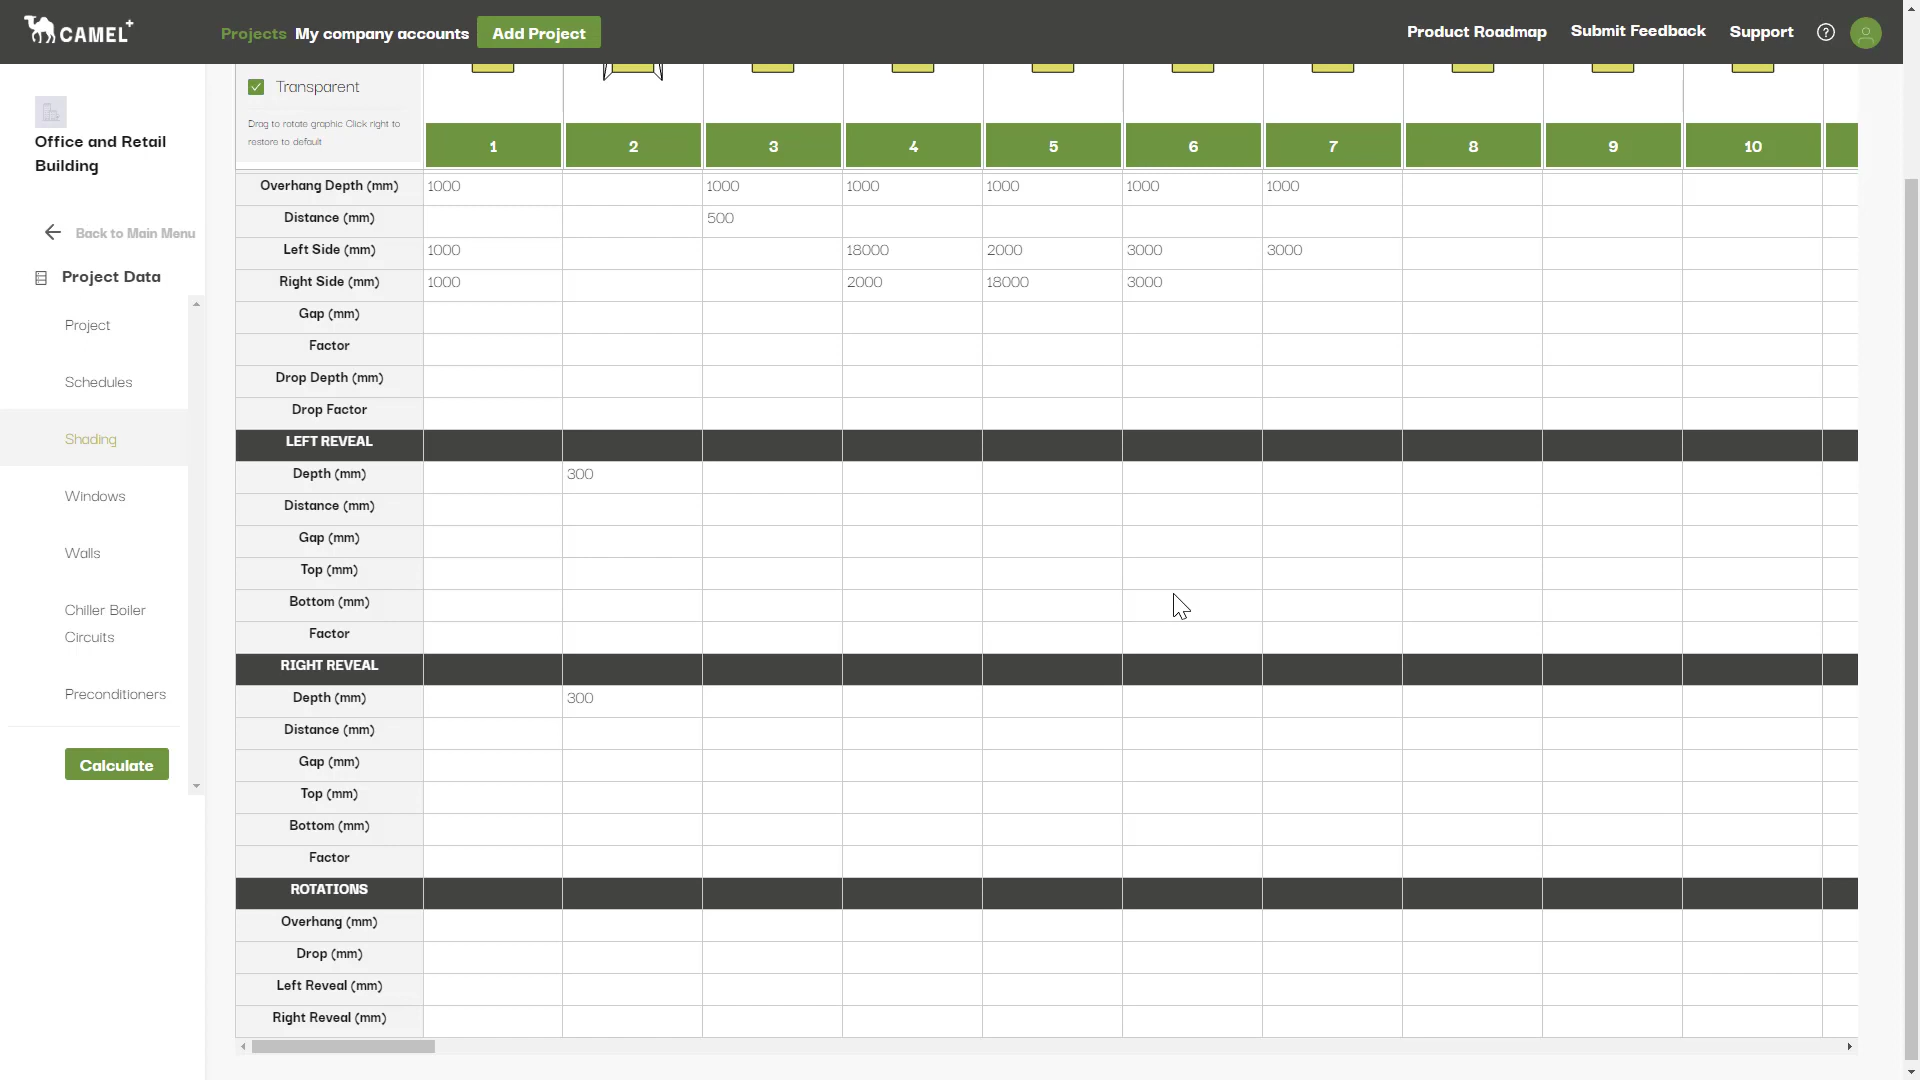 CAMEL+ Projects My company accounts Add Project Product Roadmap Submit Feedback Support ?
Office and Retail
Building
Back to Main Menu
Project Data
Project
Schedules
Shading
Windows
Walls
Chiller Boiler
Circuits
Preconditioners
Calculate
Transparent
Drag to rotate graphic Click right to
restore to default
1 2 3 4 5 6 7 8 9 10
Overhang Depth (mm) 1000 1000 1000 1000 1000 1000
Distance (mm) 500
Left Side (mm) 1000 18000 2000 3000 3000
Right Side (mm) 1000 2000 18000 3000
Gap (mm)
Factor
Drop Depth (mm)
Drop Factor
LEFT REVEAL
Depth (mm) 300
Distance (mm)
Gap (mm)
Top (mm)
Bottom (mm)
Factor
RIGHT REVEAL
Depth (mm) 300
Distance (mm)
Gap (mm)
Top (mm)
Bottom (mm)
Factor
ROTATIONS
Overhang (mm)
Drop (mm)
Left Reveal (mm)
Right Reveal (mm)